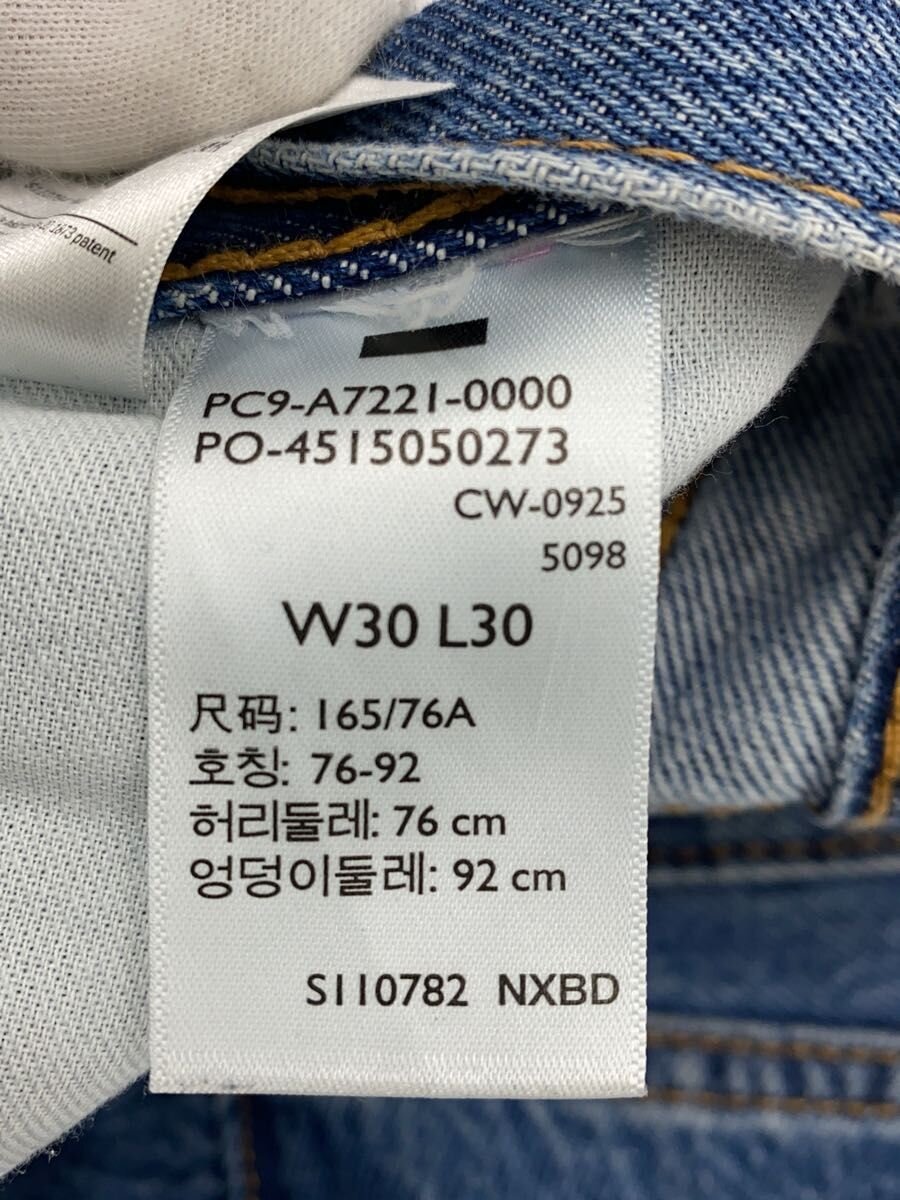 patent
PC9-A7221-0000
PO-4515050273
CW-0925
5098
W30 L30
尺码: 165/76A
호칭: 76-92
허리둘레: 76 cm
엉덩이둘레: 92 cm
S110782 NXBD